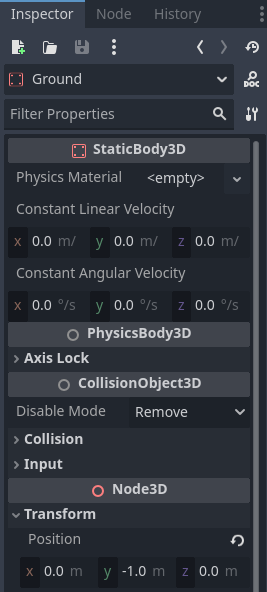 Inspector Node History
Ground DOC
Filter Properties
StaticBody3D
Physics Material <empty>
Constant Linear Velocity
x 0.0 m/ y 0.0 m/ z 0.0 m/
Constant Angular Velocity
x 0.0 °/s y 0.0 °/s z 0.0 °/s
PhysicsBody3D
Axis Lock
CollisionObject3D
Disable Mode Remove
Collision
Input
Node3D
Transform
Position
x 0.0 m y -1.0 m z 0.0 m